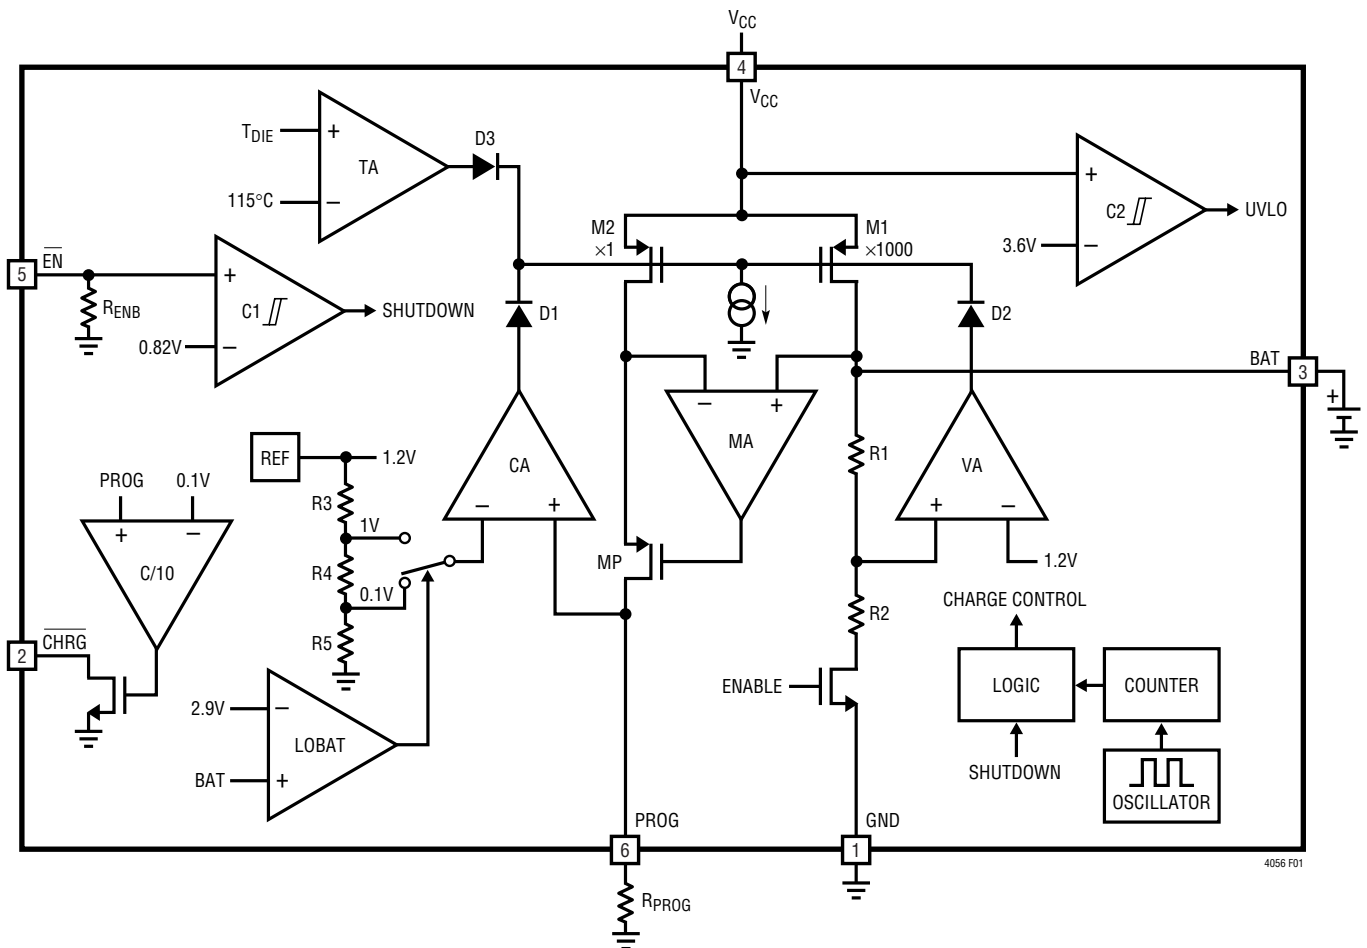 VCC
4
VCC
TDIE
+
TA
D3
115°C
–
+
C2
UVLO
3.6V
–
M2
×1
M1
×1000
5
EN
+
RENB
C1
SHUTDOWN
0.82V
–
D1
D2
BAT
3
+
–
+
MA
REF
1.2V
CA
–
+
R1
VA
+
–
1.2V
PROG
0.1V
+
–
C/10
R3
1V
R4
0.1V
R5
MP
R2
2
CHRG
CHARGE CONTROL
ENABLE
LOGIC
COUNTER
2.9V
–
LOBAT
BAT
+
SHUTDOWN
OSCILLATOR
PROG
GND
6
1
4056 F01
RPROG